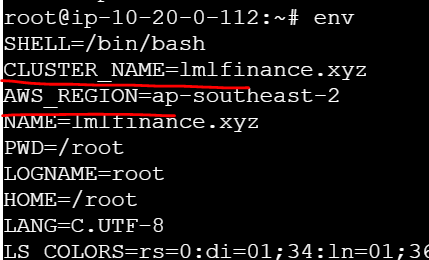 root@ip-10-20-0-112:~# env
SHELL=/bin/bash
CLUSTER_NAME=lmlfinance.xyz
AWS_REGION=ap-southeast-2
NAME=lmlfinance.xyz
PWD=/root
LOGNAME=root
HOME=/root
LANG=C.UTF-8
LS_COLORS=rs=0:di=01;34:ln=01;36